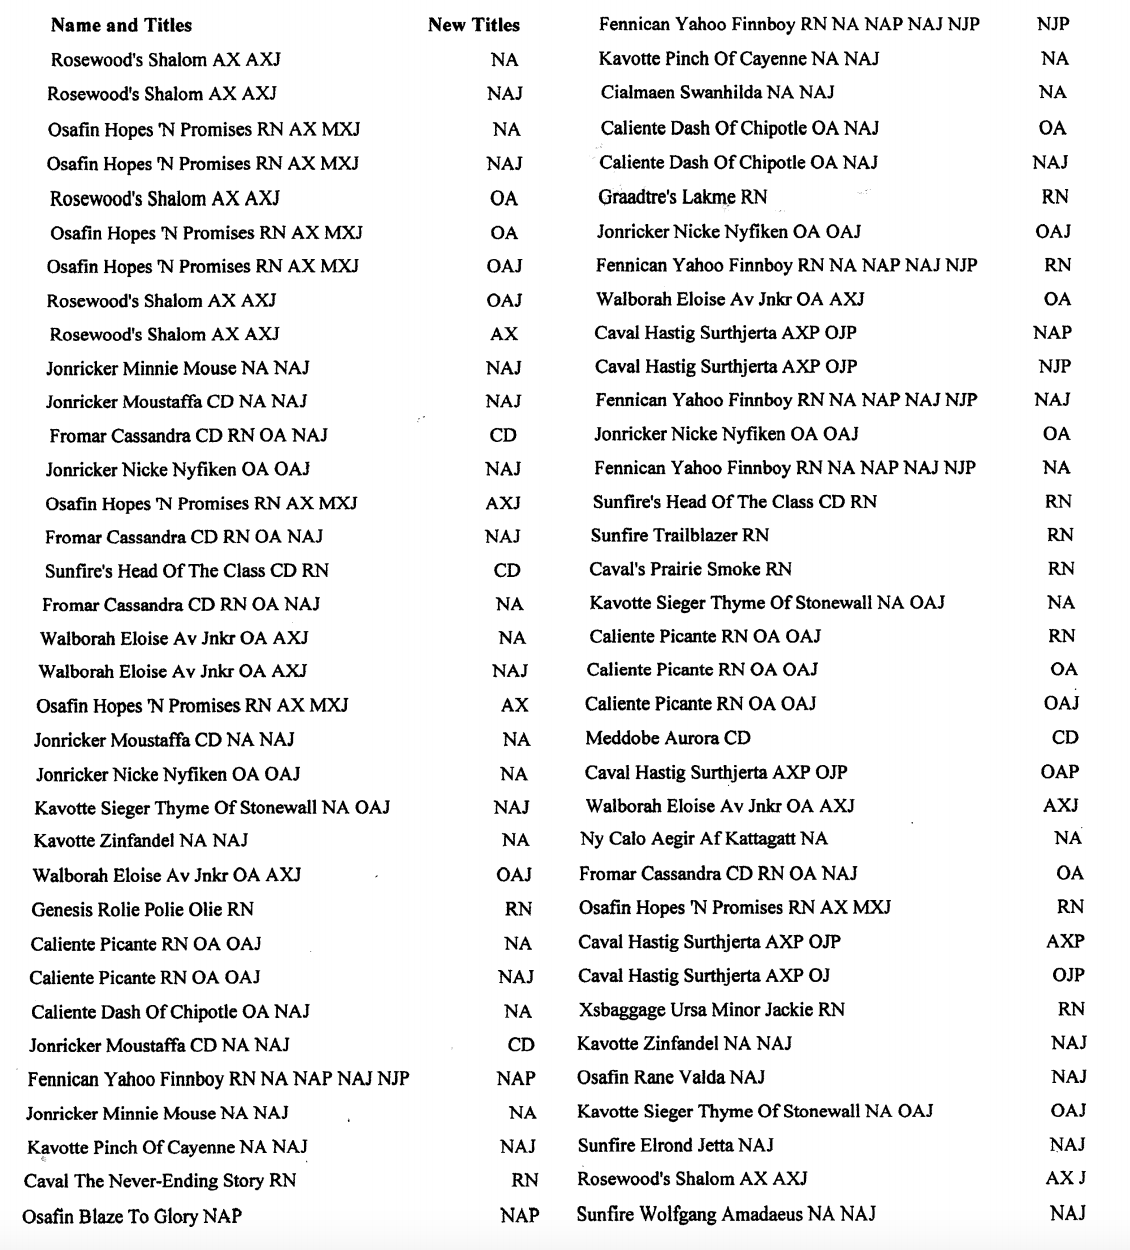 Name and Titles New Titles
Rosewood's Shalom AX AXJ NA
Rosewood's Shalom AX AXJ NAJ
Osafin Hopes 'N Promises RN AX MXJ NA
Osafin Hopes 'N Promises RN AX MXJ NAJ
Rosewood's Shalom AX AXJ OA
Osafin Hopes 'N Promises RN AX MXJ OA
Osafin Hopes 'N Promises RN AX MXJ OAJ
Rosewood's Shalom AX AXJ OAJ
Rosewood's Shalom AX AXJ AX
Jonricker Minnie Mouse NA NAJ NAJ
Jonricker Moustaffa CD NA NAJ NAJ
Fromar Cassandra CD RN OA NAJ CD
Jonricker Nicke Nyfiken OA OAJ NAJ
Osafin Hopes 'N Promises RN AX MXJ AXJ
Fromar Cassandra CD RN OA NAJ NAJ
Sunfire's Head Of The Class CD RN CD
Fromar Cassandra CD RN OA NAJ NA
Walborah Eloise Av Jnkr OA AXJ NA
Walborah Eloise Av Jnkr OA AXJ NAJ
Osafin Hopes 'N Promises RN AX MXJ AX
Jonricker Moustaffa CD NA NAJ NA
Jonricker Nicke Nyfiken OA OAJ NA
Kavotte Sieger Thyme Of Stonewall NA OAJ NAJ
Kavotte Zinfandel NA NAJ NA
Walborah Eloise Av Jnkr OA AXJ OAJ
Genesis Rolie Polie Olie RN RN
Caliente Picante RN OA OAJ NA
Caliente Picante RN OA OAJ NAJ
Caliente Dash Of Chipotle OA NAJ NA
Jonricker Moustaffa CD NA NAJ CD
Fennican Yahoo Finnboy RN NA NAP NAJ NJP NAP
Jonricker Minnie Mouse NA NAJ NA
Kavotte Pinch Of Cayenne NA NAJ NAJ
Caval The Never-Ending Story RN RN
Osafin Blaze To Glory NAP NAP
Fennican Yahoo Finnboy RN NA NAP NAJ NJP NJP
Kavotte Pinch Of Cayenne NA NAJ NA
Cialmaen Swanhilda NA NAJ NA
Caliente Dash Of Chipotle OA NAJ OA
Caliente Dash Of Chipotle OA NAJ NAJ
Graadtre's Lakme RN RN
Jonricker Nicke Nyfiken OA OAJ OAJ
Fennican Yahoo Finnboy RN NA NAP NAJ NJP RN
Walborah Eloise Av Jnkr OA AXJ OA
Caval Hastig Surthjerta AXP OJP NAP
Caval Hastig Surthjerta AXP OJP NJP
Fennican Yahoo Finnboy RN NA NAP NAJ NJP NAJ
Jonricker Nicke Nyfiken OA OAJ OA
Fennican Yahoo Finnboy RN NA NAP NAJ NJP NA
Sunfire's Head Of The Class CD RN RN
Sunfire Trailblazer RN RN
Caval's Prairie Smoke RN RN
Kavotte Sieger Thyme Of Stonewall NA OAJ NA
Caliente Picante RN OA OAJ RN
Caliente Picante RN OA OAJ OA
Caliente Picante RN OA OAJ OAJ
Meddobe Aurora CD CD
Caval Hastig Surthjerta AXP OJP OAP
Walborah Eloise Av Jnkr OA AXJ AXJ
Ny Calo Aegir Af Kattagatt NA NA
Fromar Cassandra CD RN OA NAJ OA
Osafin Hopes 'N Promises RN AX MXJ RN
Caval Hastig Surthjerta AXP OJP AXP
Caval Hastig Surthjerta AXP OJ OJP
Xsbaggage Ursa Minor Jackie RN RN
Kavotte Zinfandel NA NAJ NAJ
Osafin Rane Valda NAJ NAJ
Kavotte Sieger Thyme Of Stonewall NA OAJ OAJ
Sunfire Elrond Jetta NAJ NAJ
Rosewood's Shalom AX AXJ AX J
Sunfire Wolfgang Amadaeus NA NAJ NAJ